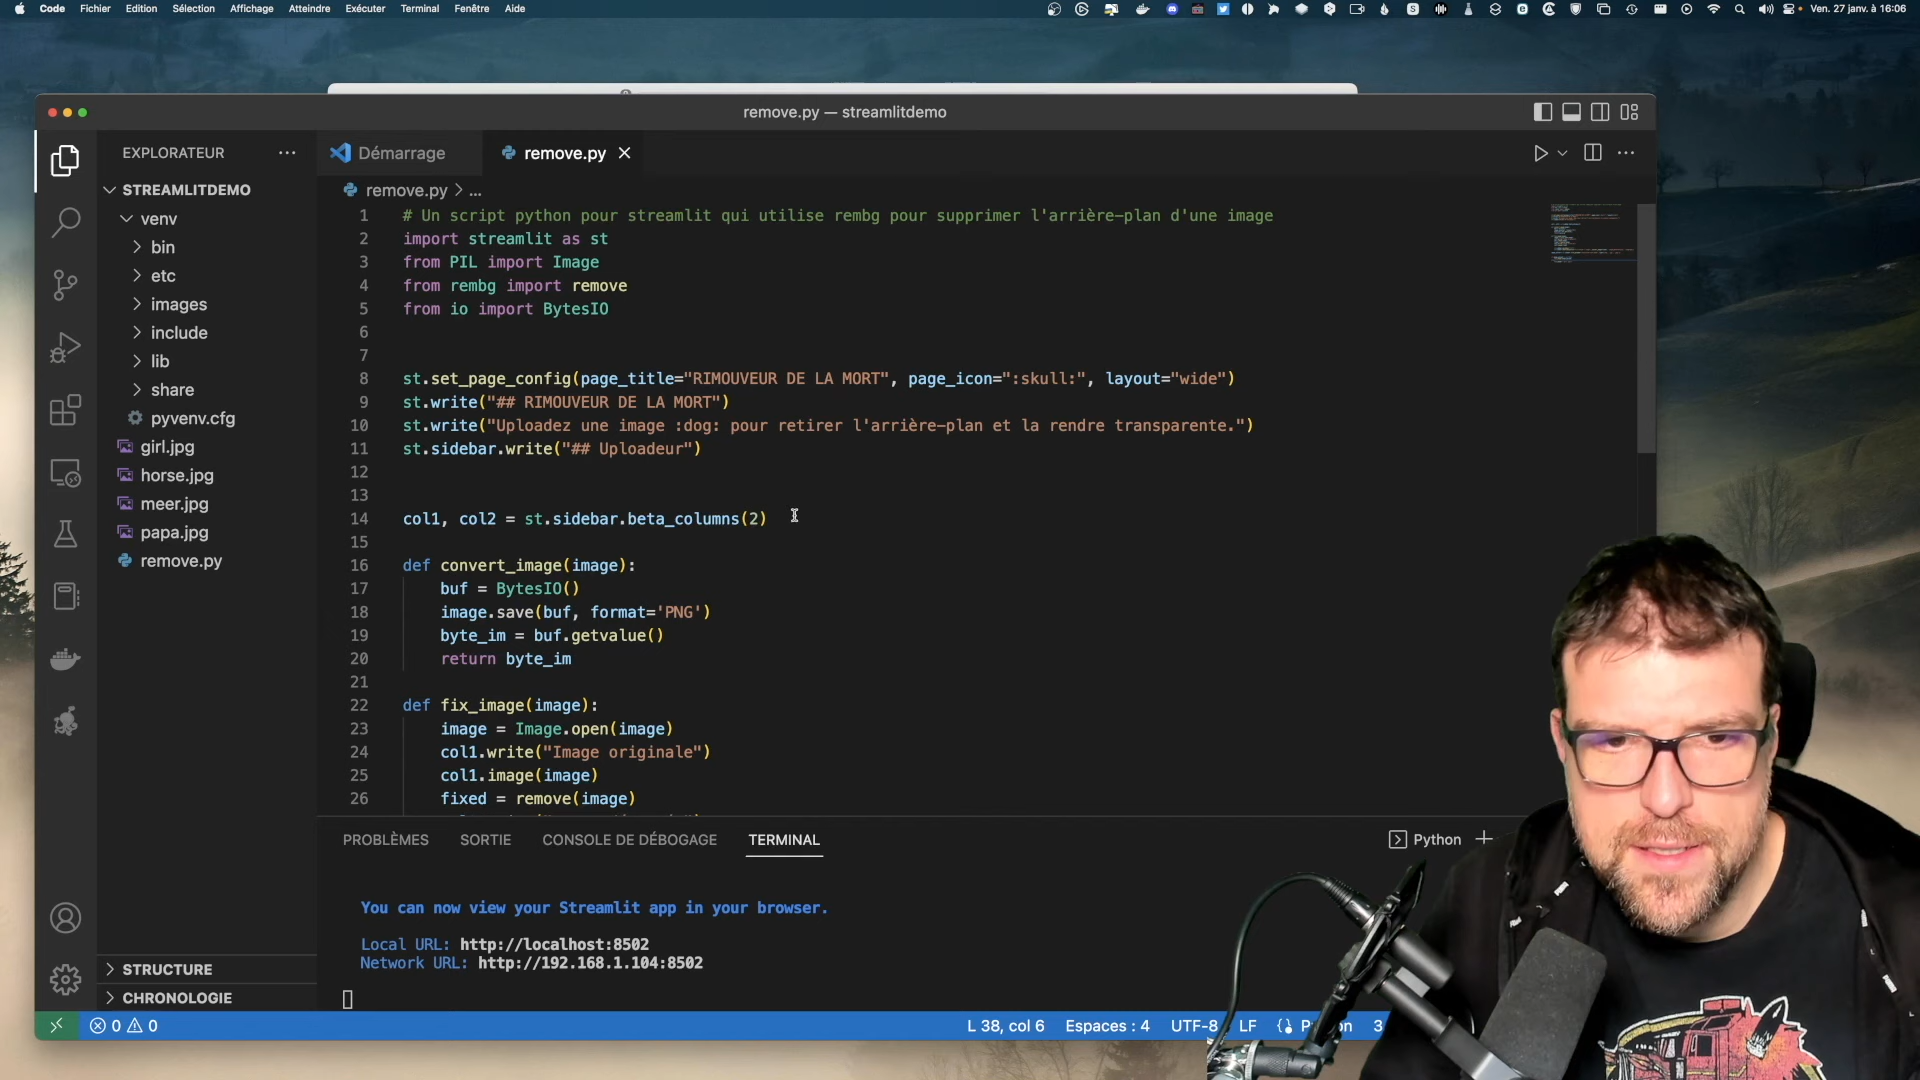 Code Fichier Edition Sélection Affichage Atteindre Exécuter Terminal Fenêtre Aide
Ven. 27 janv. à 16:06
remove.py — streamlitdemo
EXPLORATEUR
STREAMLITDEMO
venv
bin
etc
images
include
lib
share
pyvenv.cfg
girl.jpg
horse.jpg
meer.jpg
papa.jpg
remove.py
STRUCTURE
CHRONOLOGIE
Démarrage
remove.py
remove.py > ...
1 # Un script python pour streamlit qui utilise rembg pour supprimer l'arrière-plan d'une image
2 import streamlit as st
3 from PIL import Image
4 from rembg import remove
5 from io import BytesIO
6
7
8 st.set_page_config(page_title="RIMOUVEUR DE LA MORT", page_icon=":skull:", layout="wide")
9 st.write("## RIMOUVEUR DE LA MORT")
10 st.write("Uploadez une image :dog: pour retirer l'arrière-plan et la rendre transparente.")
11 st.sidebar.write("## Uploadeur")
12
13
14 col1, col2 = st.sidebar.beta_columns(2)
15
16 def convert_image(image):
17 buf = BytesIO()
18 image.save(buf, format='PNG')
19 byte_im = buf.getvalue()
20 return byte_im
21
22 def fix_image(image):
23 image = Image.open(image)
24 col1.write("Image originale")
25 col1.image(image)
26 fixed = remove(image)
PROBLÈMES SORTIE CONSOLE DE DÉBOGAGE TERMINAL
Python
You can now view your Streamlit app in your browser.
Local URL: http://localhost:8502
Network URL: http://192.168.1.104:8502
0 0
L 38, col 6 Espaces : 4 UTF-8 LF